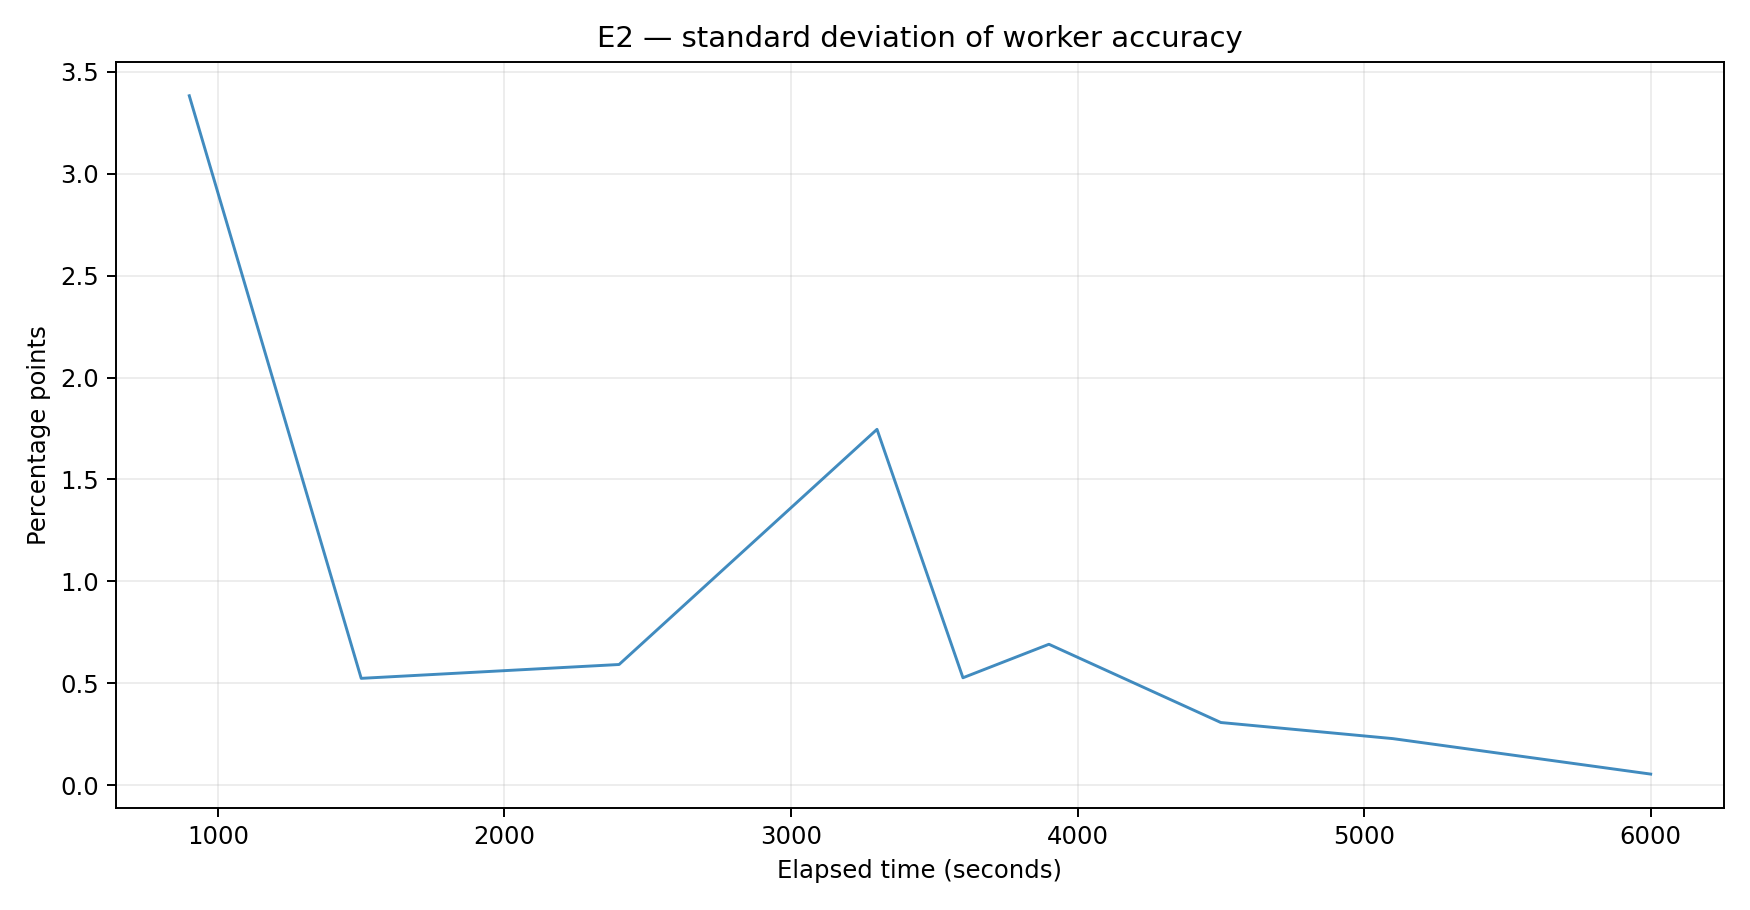 E2 — standard deviation of worker accuracy
3.5
3.0
2.5
2.0
1.5
1.0
0.5
0.0
Percentage points
1000 2000 3000 4000 5000 6000
Elapsed time (seconds)